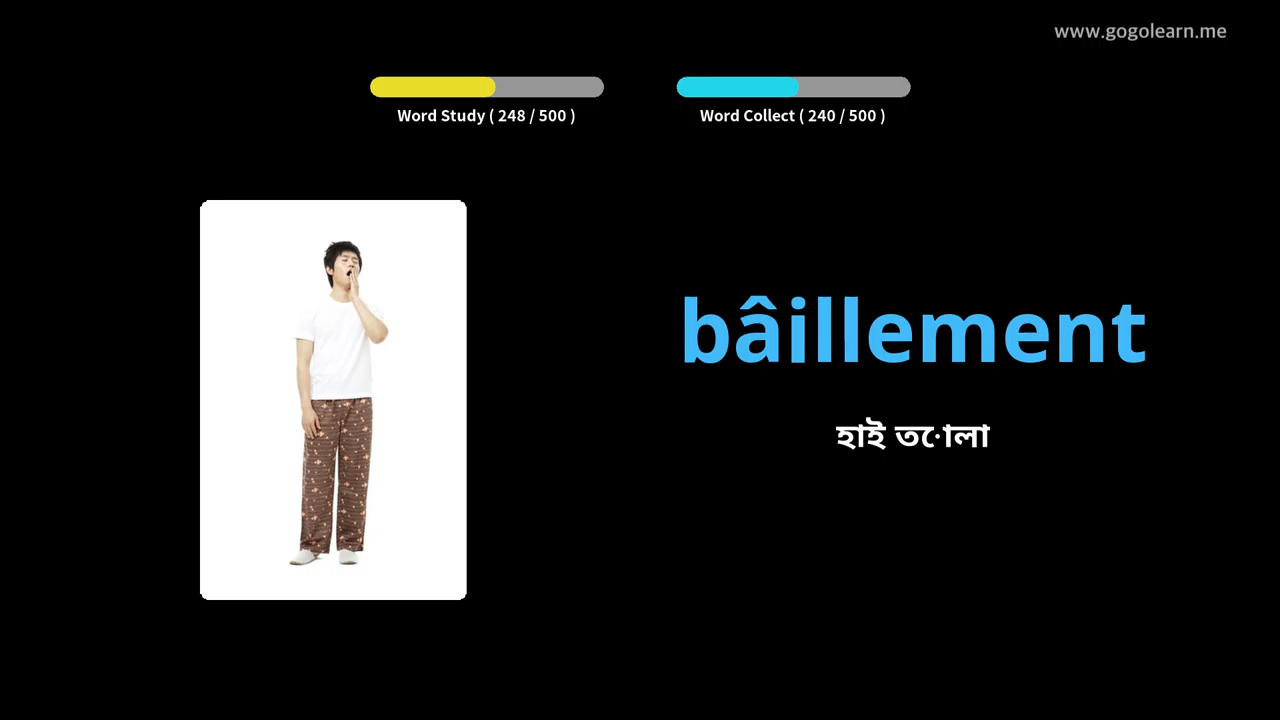 www.gogolearn.me
Word Study ( 248 / 500 )
Word Collect ( 240 / 500 )
bâillement
হাই তোলা